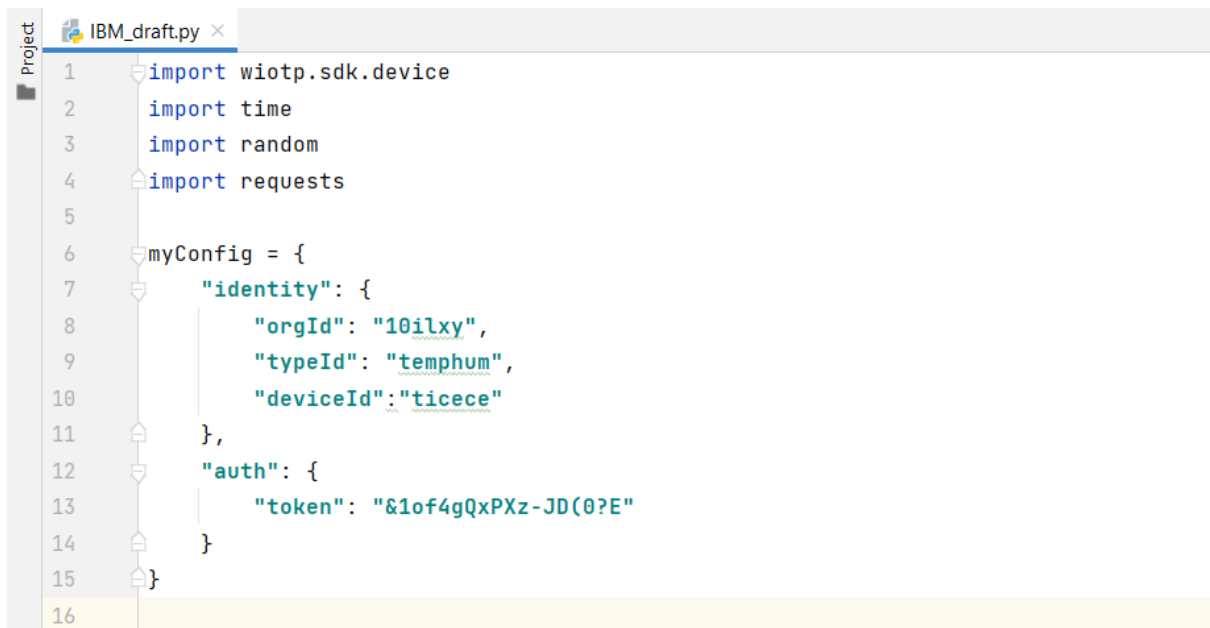 Project
IBM_draft.py
1 import wiotp.sdk.device
2 import time
3 import random
4 import requests
5
6 myConfig = {
7     "identity": {
8         "orgId": "10ilxy",
9         "typeId": "temphum",
10         "deviceId":"ticece"
11     },
12     "auth": {
13         "token": "&1of4gQxPXz-JD(0?E"
14     }
15 }
16